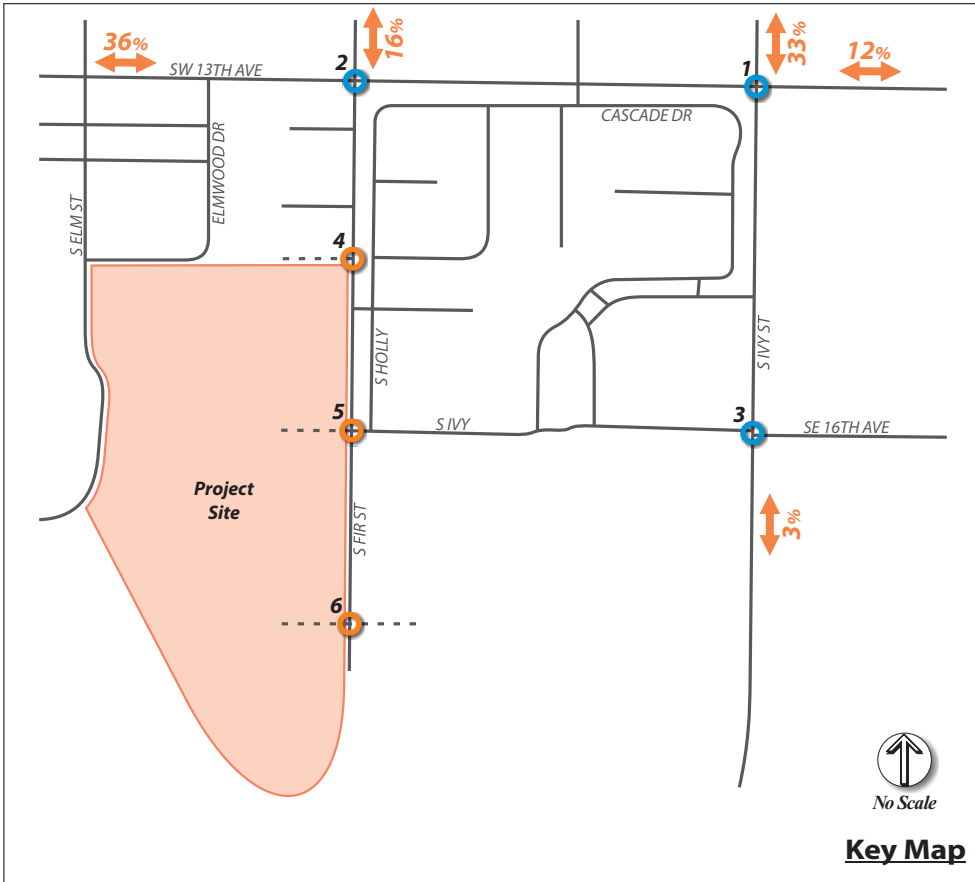 36%
16%
33%
12%
SW 13TH AVE
2
1
CASCADE DR
ELMWOOD DR
S ELM ST
4
S HOLLY
S IVY ST
5
S IVY
3
SE 16TH AVE
Project
Site
S FIR ST
3%
6
No Scale
Key Map